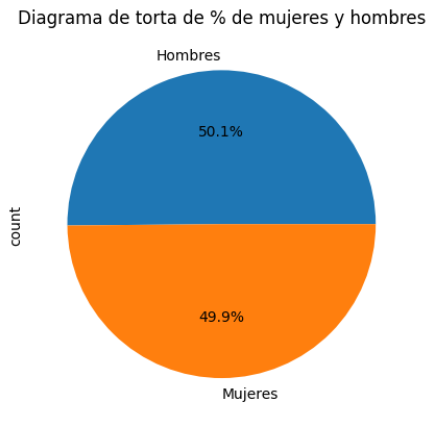 Diagrama de torta de % de mujeres y hombres
Hombres
50.1%
count
49.9%
Mujeres